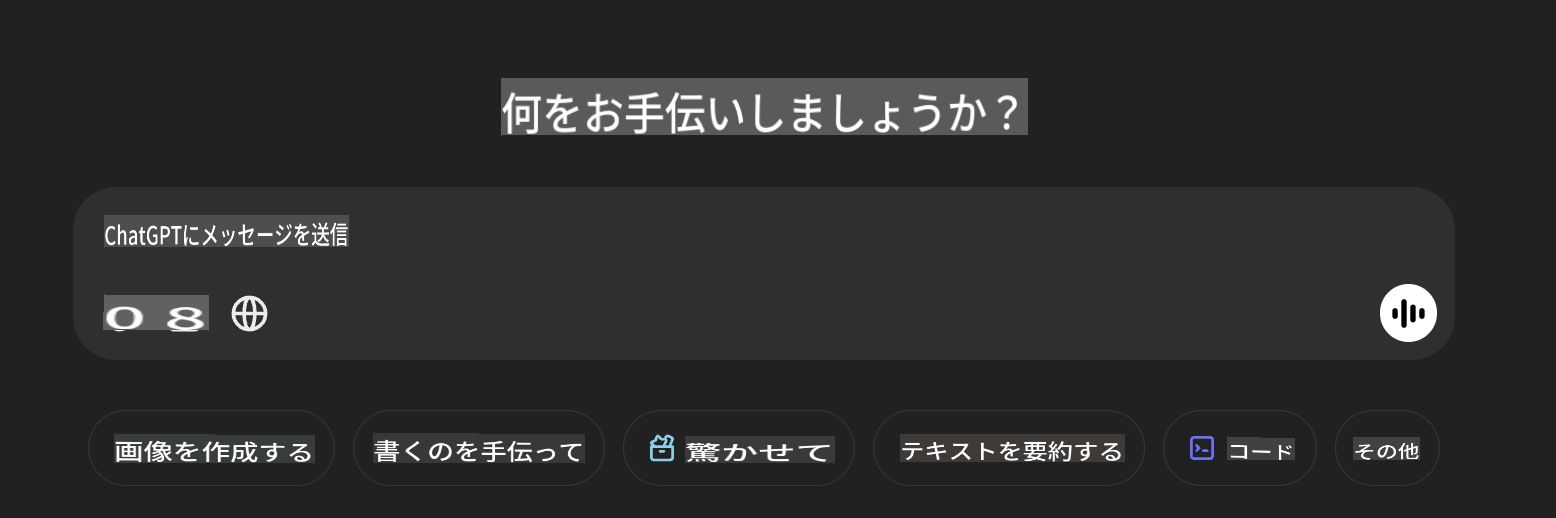 何をお手伝いしましょうか？
ChatGPTにメッセージを送信
0 8
画像を作成する
書くのを手伝って
驚かせて
テキストを要約する
コード
その他